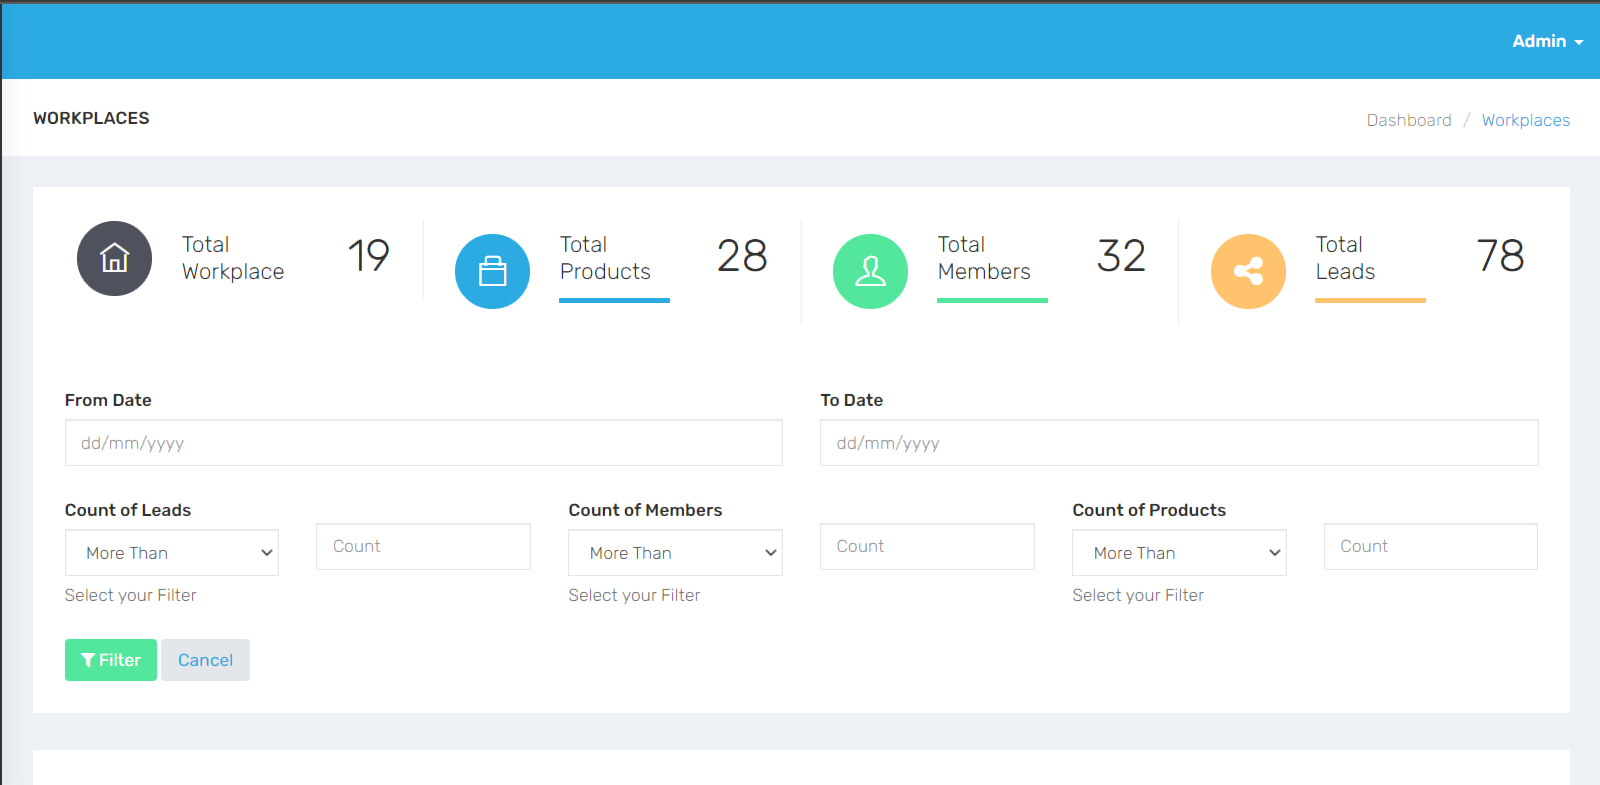 Admin
WORKPLACES
Dashboard / Workplaces
Total
Workplace
19
Total
Products
28
Total
Members
32
Total
Leads
78
From Date
dd/mm/yyyy
To Date
dd/mm/yyyy
Count of Leads
More Than
Select your Filter
Count
Count of Members
More Than
Select your Filter
Count
Count of Products
More Than
Select your Filter
Count
Filter
Cancel